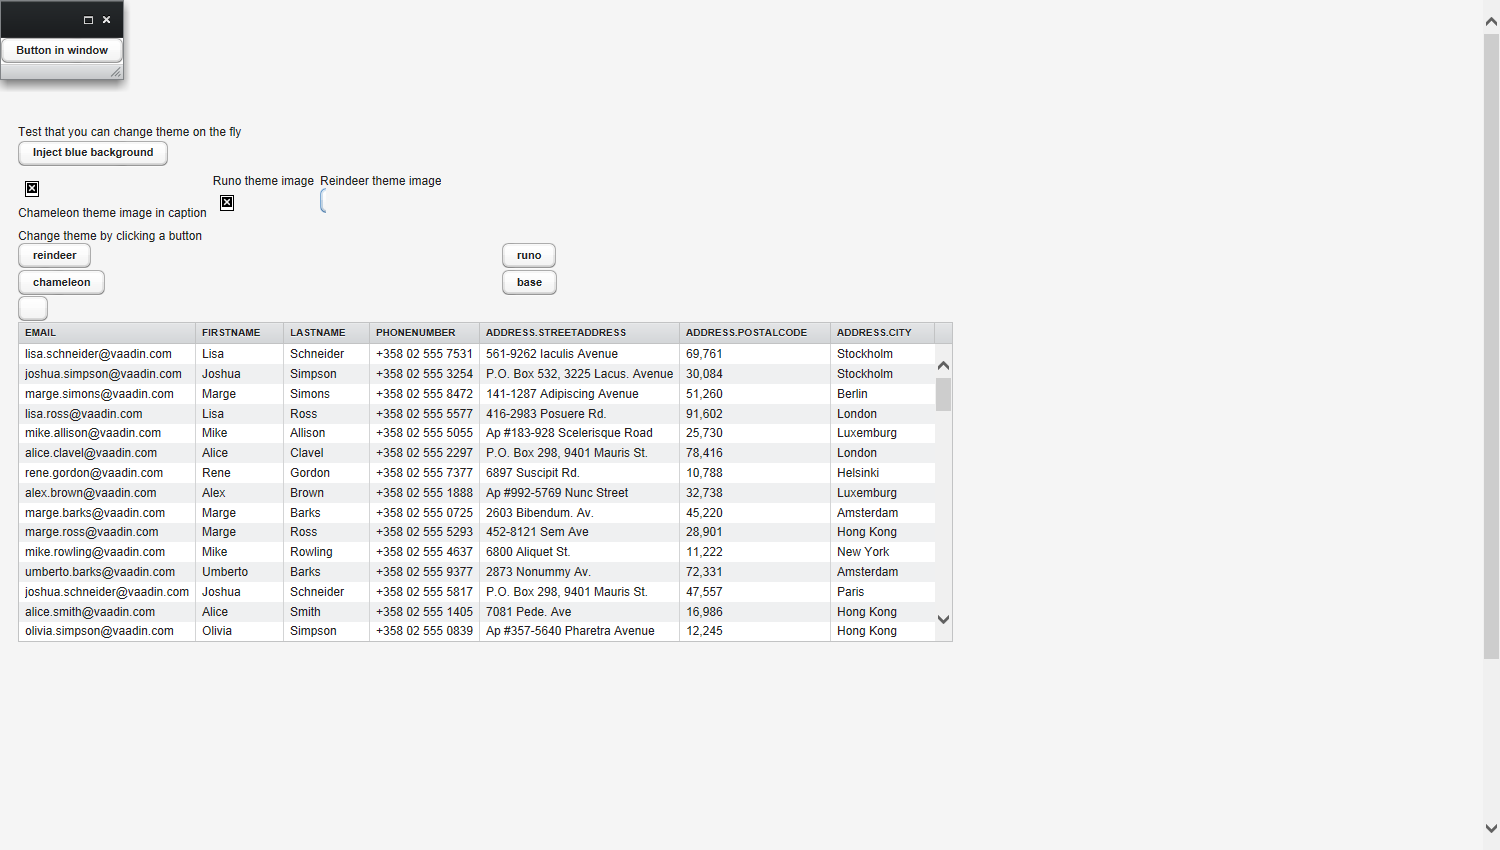 Button in window
Test that you can change theme on the fly
Inject blue background
Runo theme image Reindeer theme image
Chameleon theme image in caption
Change theme by clicking a button
reindeer runo
chameleon base
EMAIL FIRSTNAME LASTNAME PHONENUMBER ADDRESS.STREETADDRESS ADDRESS.POSTALCODE ADDRESS.CITY
lisa.schneider@vaadin.com Lisa Schneider +358 02 555 7531 561-9262 Iaculis Avenue 69,761 Stockholm
joshua.simpson@vaadin.com Joshua Simpson +358 02 555 3254 P.O. Box 532, 3225 Lacus. Avenue 30,084 Stockholm
marge.simons@vaadin.com Marge Simons +358 02 555 8472 141-1287 Adipiscing Avenue 51,260 Berlin
lisa.ross@vaadin.com Lisa Ross +358 02 555 5577 416-2983 Posuere Rd. 91,602 London
mike.allison@vaadin.com Mike Allison +358 02 555 5055 Ap #183-928 Scelerisque Road 25,730 Luxemburg
alice.clavel@vaadin.com Alice Clavel +358 02 555 2297 P.O. Box 298, 9401 Mauris St. 78,416 London
rene.gordon@vaadin.com Rene Gordon +358 02 555 7377 6897 Suscipit Rd. 10,788 Helsinki
alex.brown@vaadin.com Alex Brown +358 02 555 1888 Ap #992-5769 Nunc Street 32,738 Luxemburg
marge.barks@vaadin.com Marge Barks +358 02 555 0725 2603 Bibendum. Av. 45,220 Amsterdam
marge.ross@vaadin.com Marge Ross +358 02 555 5293 452-8121 Sem Ave 28,901 Hong Kong
mike.rowling@vaadin.com Mike Rowling +358 02 555 4637 6800 Aliquet St. 11,222 New York
umberto.barks@vaadin.com Umberto Barks +358 02 555 9377 2873 Nonummy Av. 72,331 Amsterdam
joshua.schneider@vaadin.com Joshua Schneider +358 02 555 5817 P.O. Box 298, 9401 Mauris St. 47,557 Paris
alice.smith@vaadin.com Alice Smith +358 02 555 1405 7081 Pede. Ave 16,986 Hong Kong
olivia.simpson@vaadin.com Olivia Simpson +358 02 555 0839 Ap #357-5640 Pharetra Avenue 12,245 Hong Kong